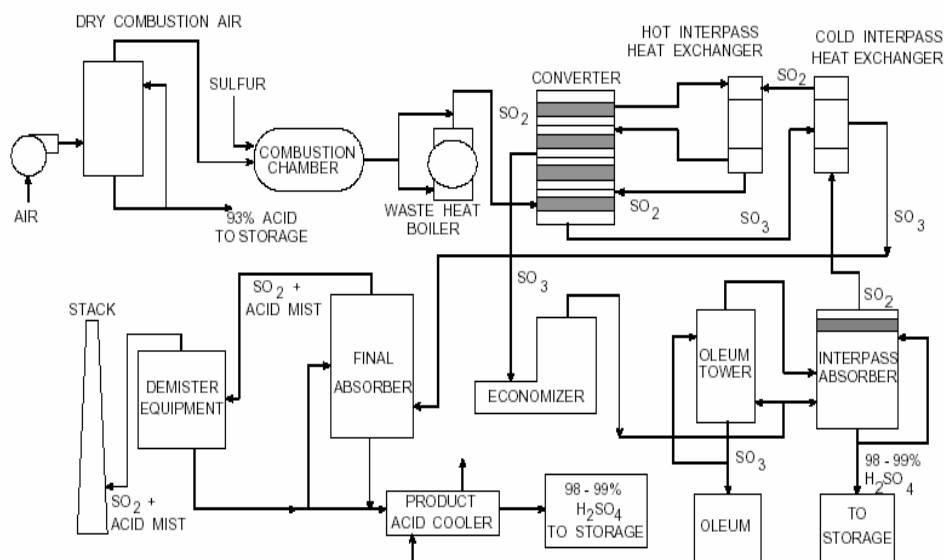 DRY COMBUSTION AIR
HOT INTERPASS
HEAT EXCHANGER
COLD INTERPASS
HEAT EXCHANGER
CONVERTER
SULFUR
SO2
SO2
COMBUSTION
CHAMBER
AIR
93% ACID
TO STORAGE
WASTE HEAT
BOILER
SO2
SO3
SO3
SO2 +
ACID MIST
SO3
SO2
STACK
DEMISTER
EQUIPMENT
FINAL
ABSORBER
ECONOMIZER
OLEUM
TOWER
INTERPASS
ABSORBER
SO3
98 - 99%
H2SO4
SO2 +
ACID MIST
PRODUCT
ACID COOLER
98 - 99%
H2SO4
TO STORAGE
OLEUM
TO
STORAGE